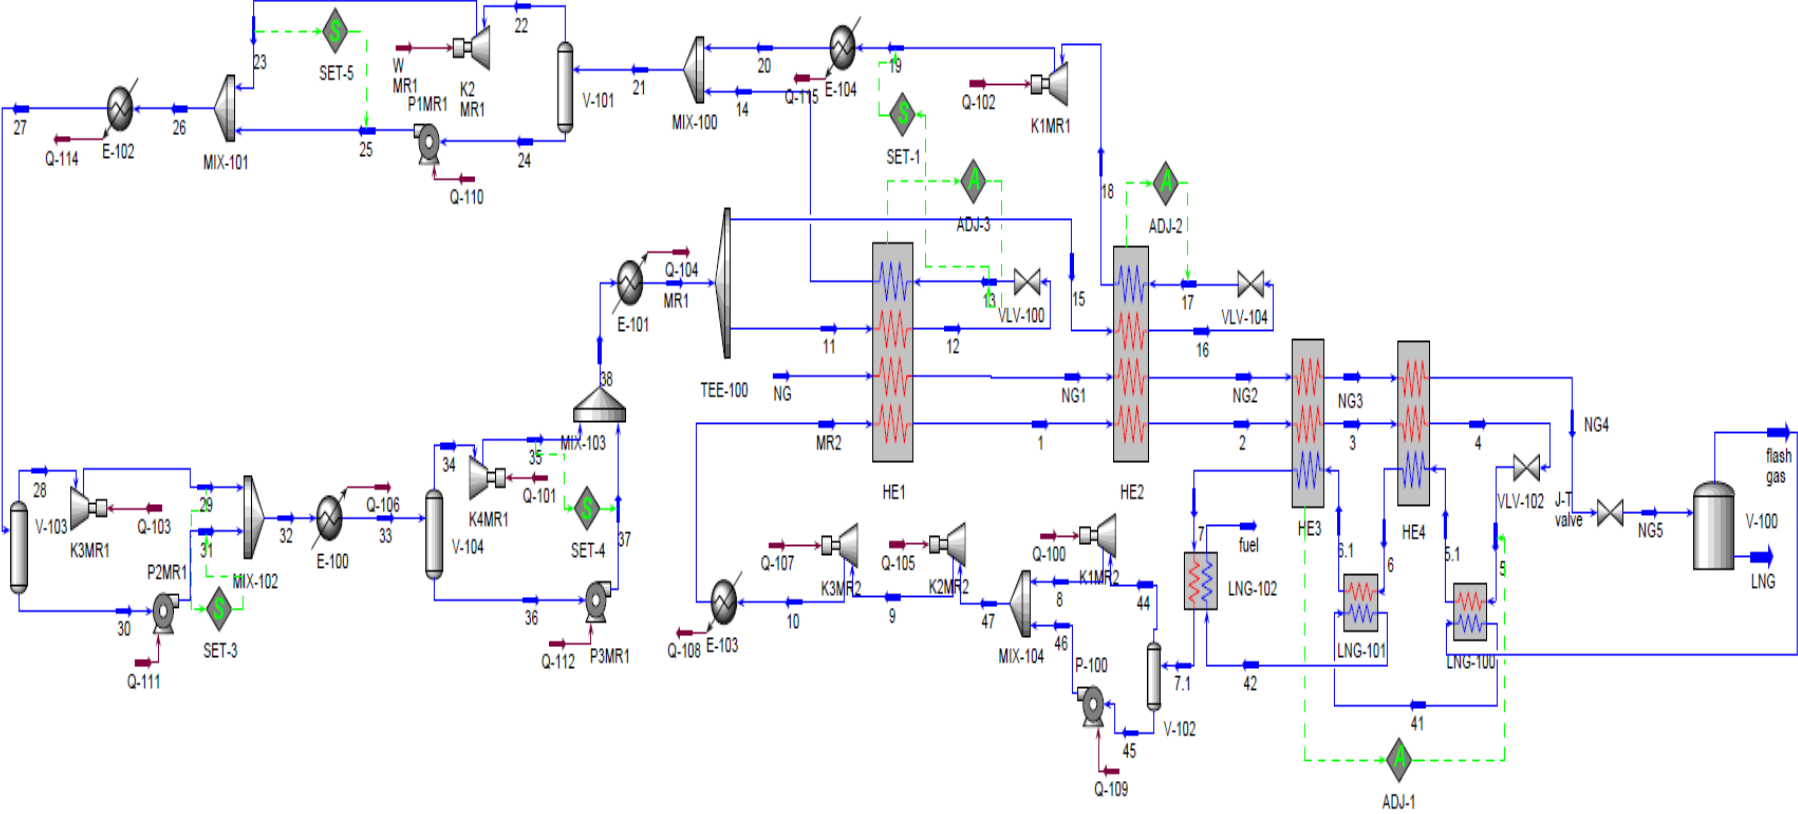 22
23
S
SET-5
W
MR1
K2
MR1
P1MR1
V-101
21
MIX-100
20
14
Q-115
E-104
19
Q-102
K1MR1
S
SET-1
27
Q-114
E-102
26
MIX-101
25
24
Q-110
A
ADJ-3
A
ADJ-2
18
Q-104
MR1
E-101
13
VLV-100
15
17
VLV-104
11
12
16
TEE-100
NG
NG1
NG2
NG3
NG4
38
MR2
1
2
3
4
MIX-103
HE1
HE2
HE3
HE4
VLV-102
J-T
valve
NG5
flash
gas
V-100
LNG
28
V-103
K3MR1
Q-103
29
31
32
Q-106
E-100
33
34
35
K4MR1
Q-101
V-104
S
SET-4
37
P2MR1
MIX-102
30
S
SET-3
Q-111
36
Q-112
P3MR1
Q-107
K3MR2
Q-105
K2MR2
Q-100
K1MR2
7
fuel
LNG-102
6.1
6
5.1
5
LNG-101
LNG-100
10
9
47
8
44
46
MIX-104
Q-108
E-103
P-100
7.1
42
V-102
45
41
Q-109
A
ADJ-1